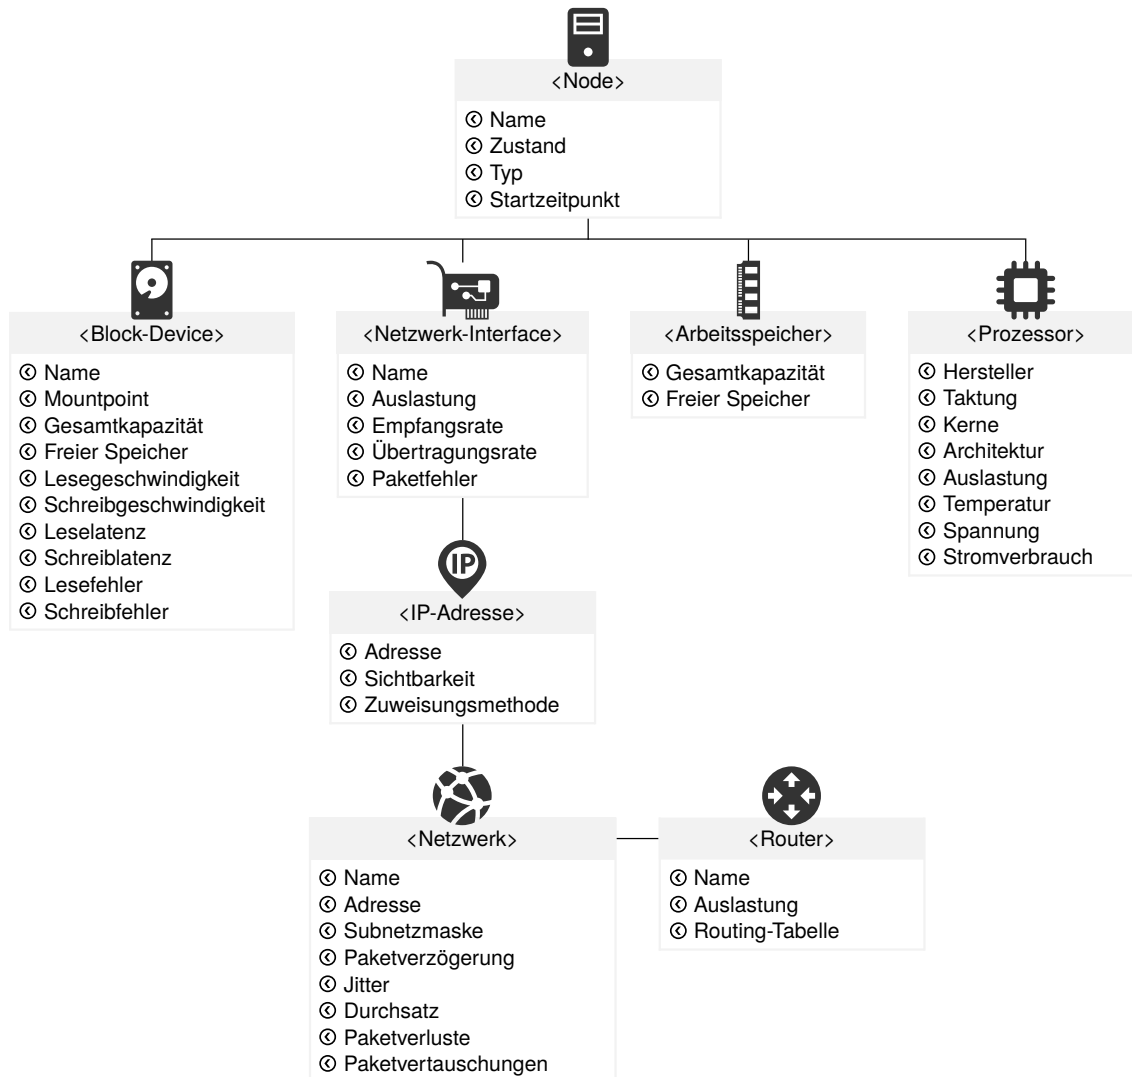 <Node>
Name
Zustand
Typ
Startzeitpunkt
<Block-Device>
Name
Mountpoint
Gesamtkapazität
Freier Speicher
Lesegeschwindigkeit
Schreibgeschwindigkeit
Leselatenz
Schreiblatenz
Lesefehler
Schreibfehler
<Netzwerk-Interface>
Name
Auslastung
Empfangsrate
Übertragungsrate
Paketfehler
<Arbeitsspeicher>
Gesamtkapazität
Freier Speicher
<Prozessor>
Hersteller
Taktung
Kerne
Architektur
Auslastung
Temperatur
Spannung
Stromverbrauch
IP
<IP-Adresse>
Adresse
Sichtbarkeit
Zuweisungsmethode
<Netzwerk>
Name
Adresse
Subnetzmaske
Paketverzögerung
Jitter
Durchsatz
Paketverluste
Paketvertauschungen
<Router>
Name
Auslastung
Routing-Tabelle